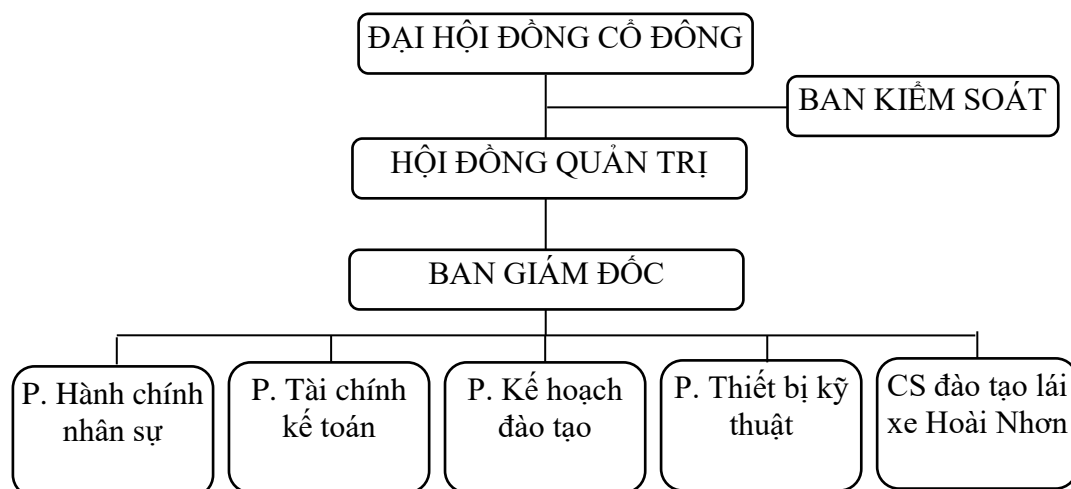 ĐẠI HỘI ĐỒNG CỔ ĐÔNG
BAN KIỂM SOÁT
HỘI ĐỒNG QUẢN TRỊ
BAN GIÁM ĐỐC
P. Hành chính
nhân sự
P. Tài chính
kế toán
P. Kế hoạch
đào tạo
P. Thiết bị kỹ
thuật
CS đào tạo lái
xe Hoài Nhơn